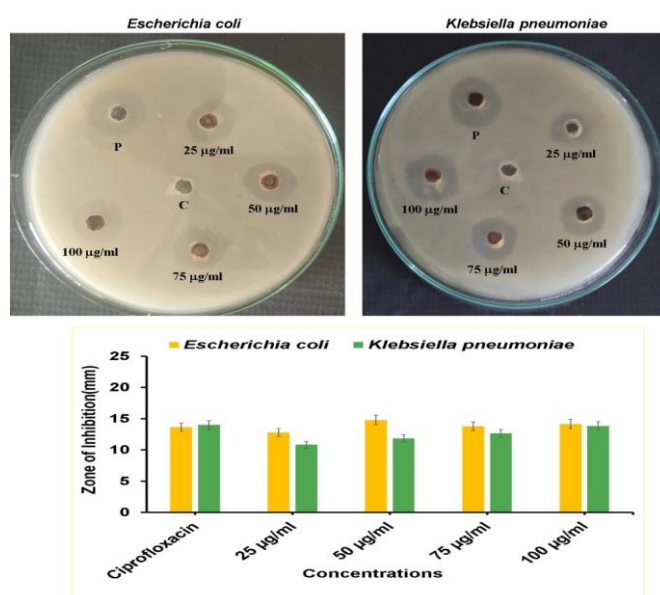 Escherichia coli
Klebsiella pneumoniae
P
25 µg/ml
50 µg/ml
C
100 µg/ml
75 µg/ml
P
25 µg/ml
C
100 µg/ml
50 µg/ml
75 µg/ml
Escherichia coli
Klebsiella pneumoniae
Zone of Inhibition(mm)
25
20
15
10
5
0
Ciprofloxacin
25 µg/ml
50 µg/ml
75 µg/ml
100 µg/ml
Concentrations